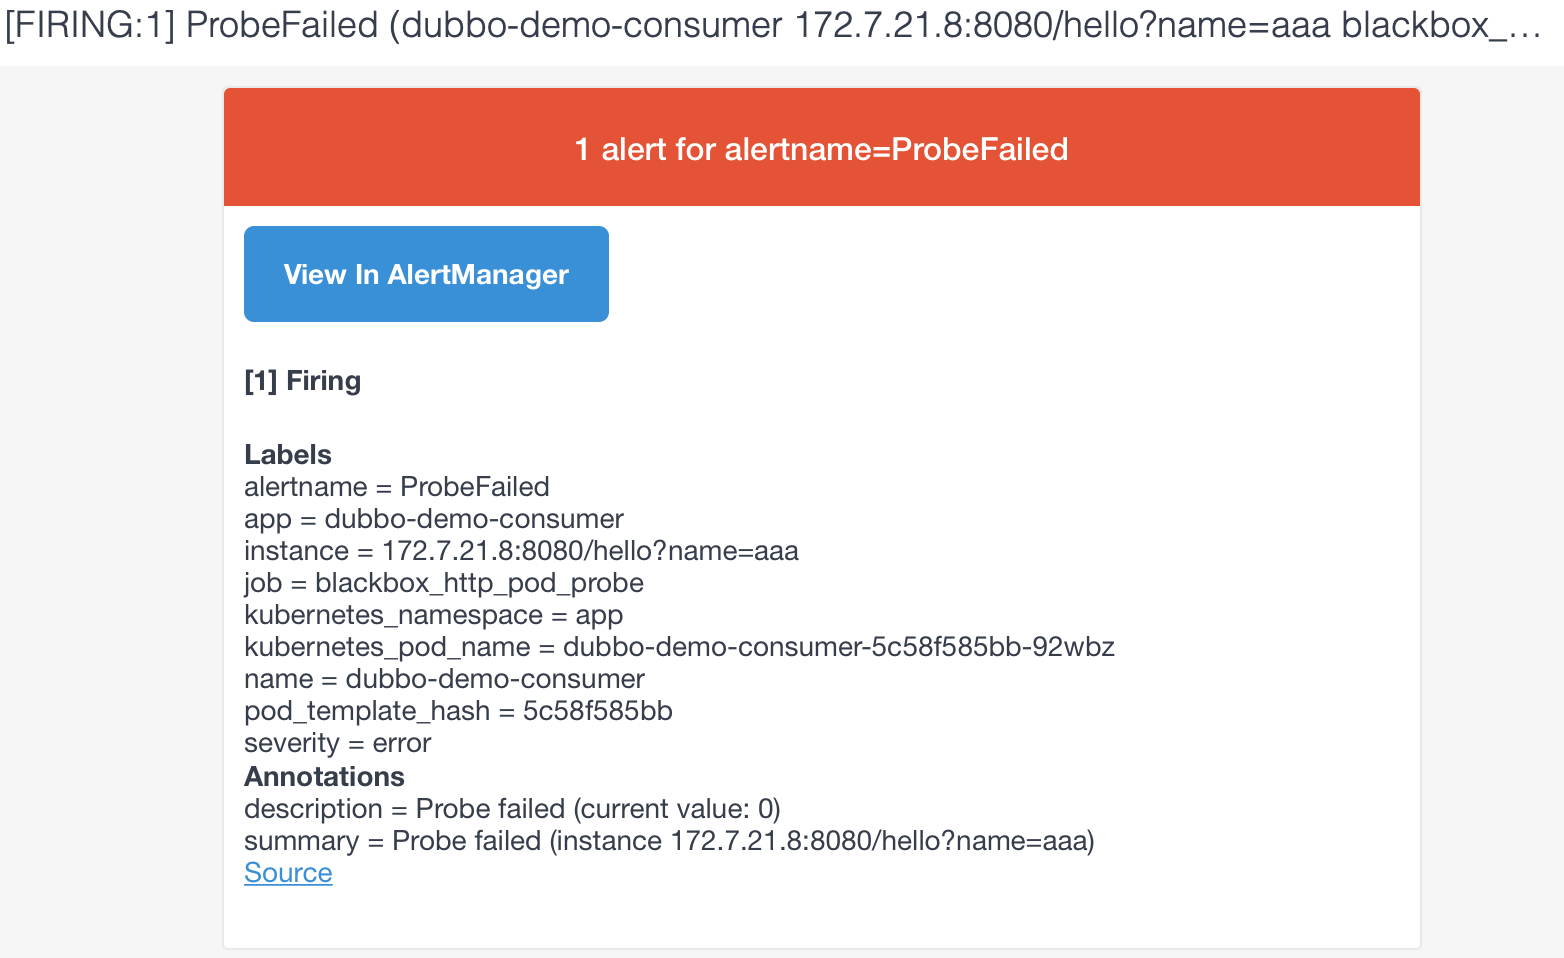 [FIRING:1] ProbeFailed (dubbo-demo-consumer 172.7.21.8:8080/hello?name=aaa blackbox_...
1 alert for alertname=ProbeFailed
View In AlertManager
[1] Firing
Labels
alertname = ProbeFailed
app = dubbo-demo-consumer
instance = 172.7.21.8:8080/hello?name=aaa
job = blackbox_http_pod_probe
kubernetes_namespace = app
kubernetes_pod_name = dubbo-demo-consumer-5c58f585bb-92wbz
name = dubbo-demo-consumer
pod_template_hash = 5c58f585bb
severity = error
Annotations
description = Probe failed (current value: 0)
summary = Probe failed (instance 172.7.21.8:8080/hello?name=aaa)
Source